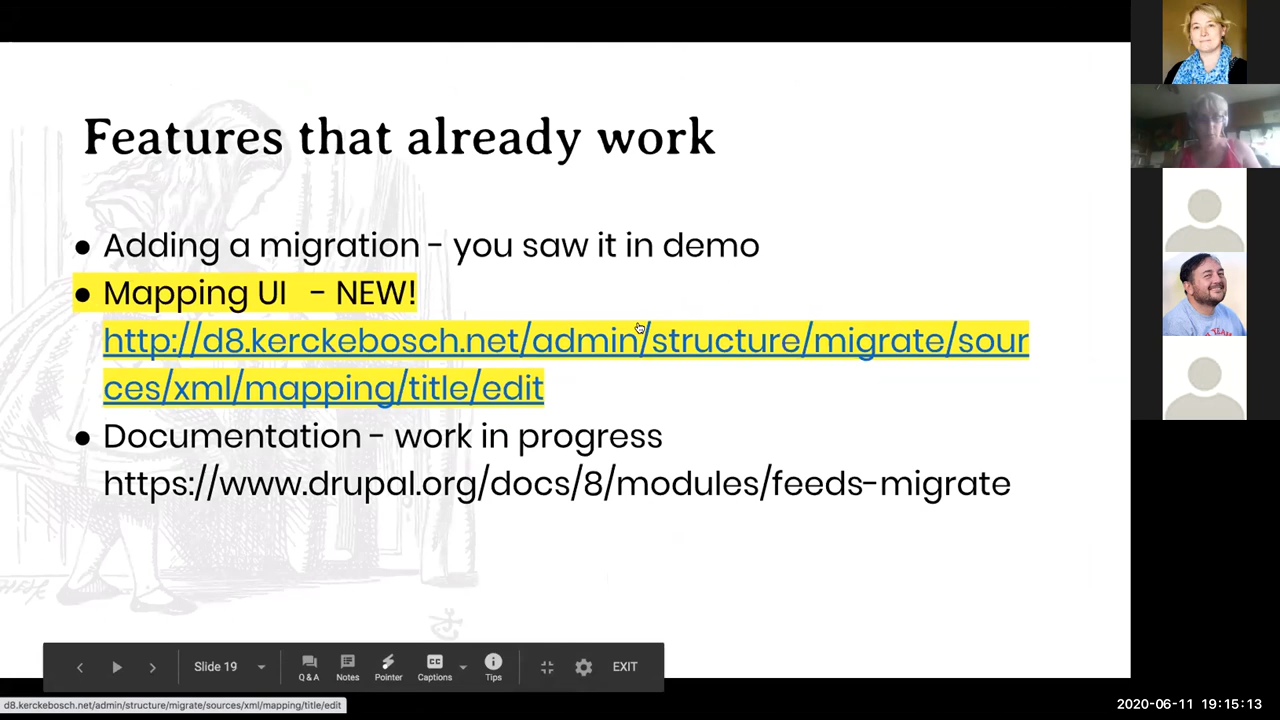 Features that already work
● Adding a migration - you saw it in demo
● Mapping UI - NEW!
http://d8.kerckebosch.net/admin/structure/migrate/sour
ces/xml/mapping/title/edit
● Documentation - work in progress
https://www.drupal.org/docs/8/modules/feeds-migrate
Slide 19
Q & A
Notes
Pointer
CC
Captions
Tips
EXIT
d8.kerckebosch.net/admin/structure/migrate/sources/xml/mapping/title/edit
2020-06-11 19:15:13